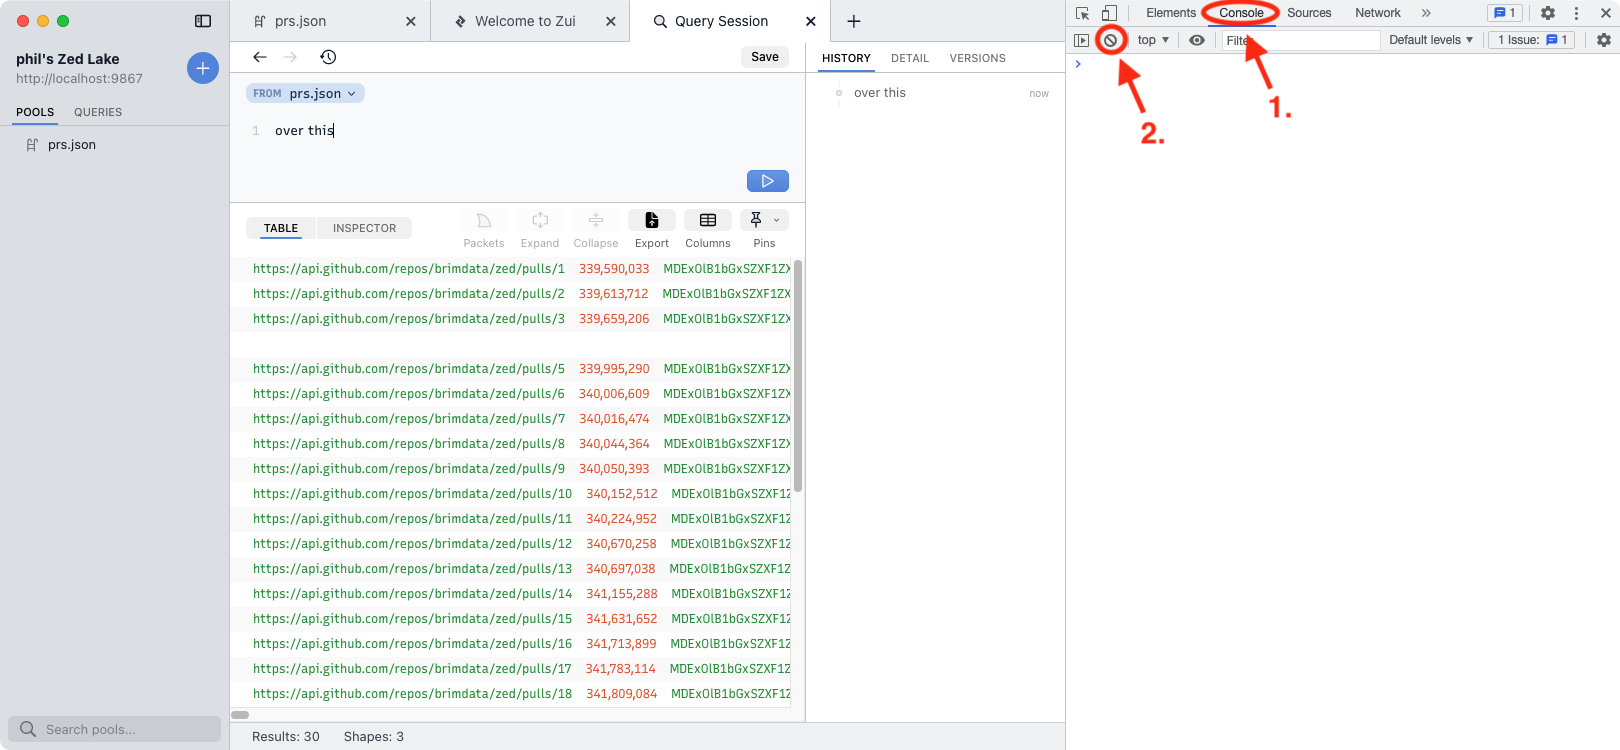 prs.json
Welcome to Zui
Query Session
phil's Zed Lake
http://localhost:9867
POOLS QUERIES
prs.json
Search pools...
Save
FROM prs.json
1 over this
TABLE INSPECTOR
Packets Expand Collapse Export Columns Pins
https://api.github.com/repos/brimdata/zed/pulls/1 339,590,033 MDExOlB1bGxSZXF1ZX
https://api.github.com/repos/brimdata/zed/pulls/2 339,613,712 MDExOlB1bGxSZXF1ZX
https://api.github.com/repos/brimdata/zed/pulls/3 339,659,206 MDExOlB1bGxSZXF1ZX
https://api.github.com/repos/brimdata/zed/pulls/5 339,995,290 MDExOlB1bGxSZXF1ZX
https://api.github.com/repos/brimdata/zed/pulls/6 340,006,609 MDExOlB1bGxSZXF1ZX
https://api.github.com/repos/brimdata/zed/pulls/7 340,016,474 MDExOlB1bGxSZXF1ZX
https://api.github.com/repos/brimdata/zed/pulls/8 340,044,364 MDExOlB1bGxSZXF1ZX
https://api.github.com/repos/brimdata/zed/pulls/9 340,050,393 MDExOlB1bGxSZXF1ZX
https://api.github.com/repos/brimdata/zed/pulls/10 340,152,512 MDExOlB1bGxSZXF1Z
https://api.github.com/repos/brimdata/zed/pulls/11 340,224,952 MDExOlB1bGxSZXF1Z
https://api.github.com/repos/brimdata/zed/pulls/12 340,670,258 MDExOlB1bGxSZXF1Z
https://api.github.com/repos/brimdata/zed/pulls/13 340,697,038 MDExOlB1bGxSZXF1Z
https://api.github.com/repos/brimdata/zed/pulls/14 341,155,288 MDExOlB1bGxSZXF1Z
https://api.github.com/repos/brimdata/zed/pulls/15 341,631,652 MDExOlB1bGxSZXF1Z
https://api.github.com/repos/brimdata/zed/pulls/16 341,713,899 MDExOlB1bGxSZXF1Z
https://api.github.com/repos/brimdata/zed/pulls/17 341,783,114 MDExOlB1bGxSZXF1Z
https://api.github.com/repos/brimdata/zed/pulls/18 341,809,084 MDExOlB1bGxSZXF1Z
Results: 30 Shapes: 3
HISTORY DETAIL VERSIONS
over this now
Elements Console Sources Network » 1
top Filter Default levels 1 Issue: 1
1.
2.